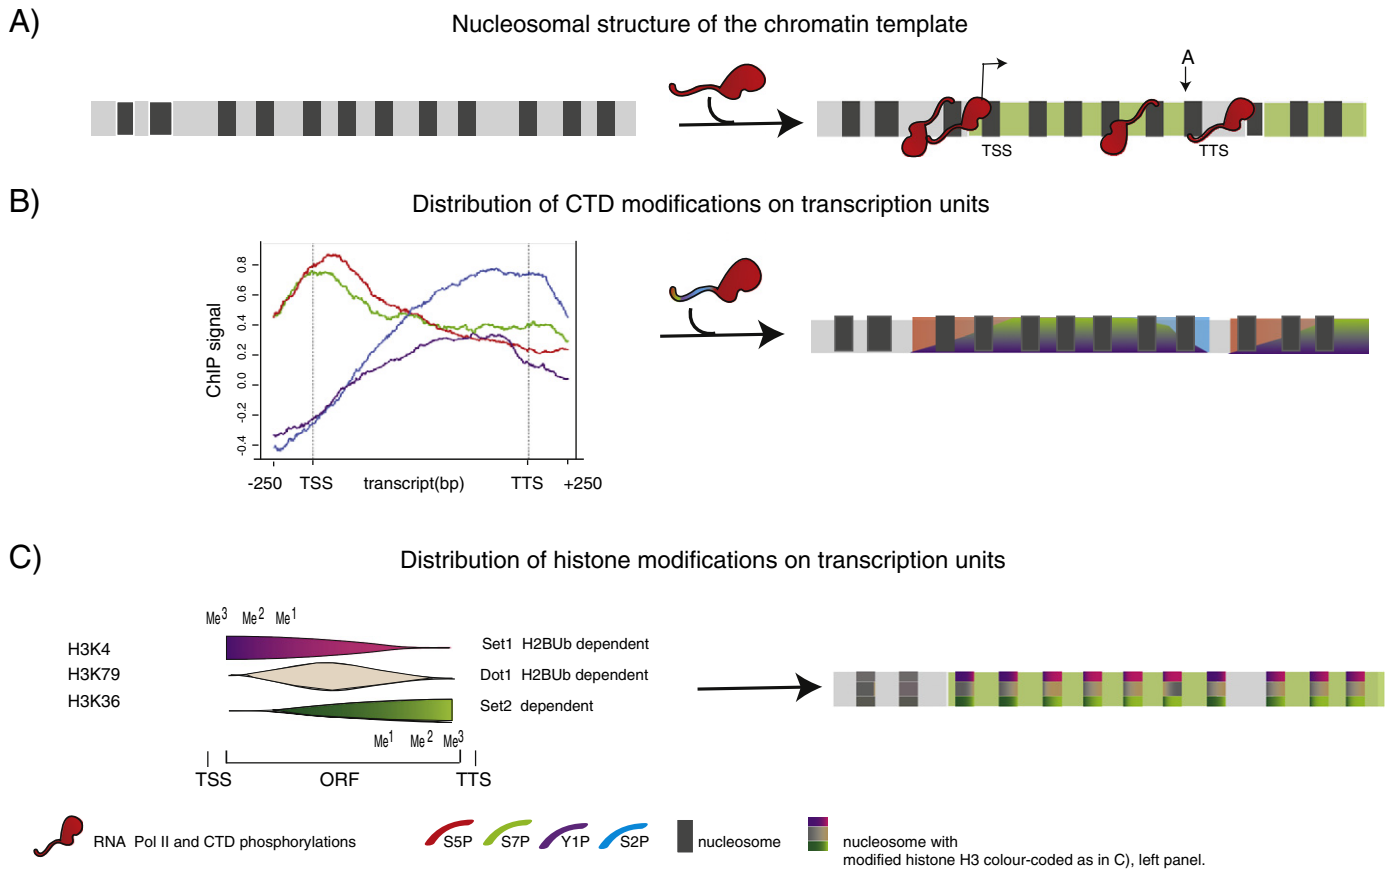 A)
Nucleosomal structure of the chromatin template
A
TSS
TTS
B)
Distribution of CTD modifications on transcription units
ChIP signal
0.8
0.6
0.4
0.2
0.0
-0.2
-0.4
-250 TSS transcript(bp) TTS +250
C)
Distribution of histone modifications on transcription units
Me3 Me2 Me1
H3K4
Set1 H2BUb dependent
H3K79
Dot1 H2BUb dependent
H3K36
Set2 dependent
Me1 Me2 Me3
TSS ORF TTS
RNA Pol II and CTD phosphorylations
S5P S7P Y1P S2P
nucleosome
nucleosome with
modified histone H3 colour-coded as in C), left panel.